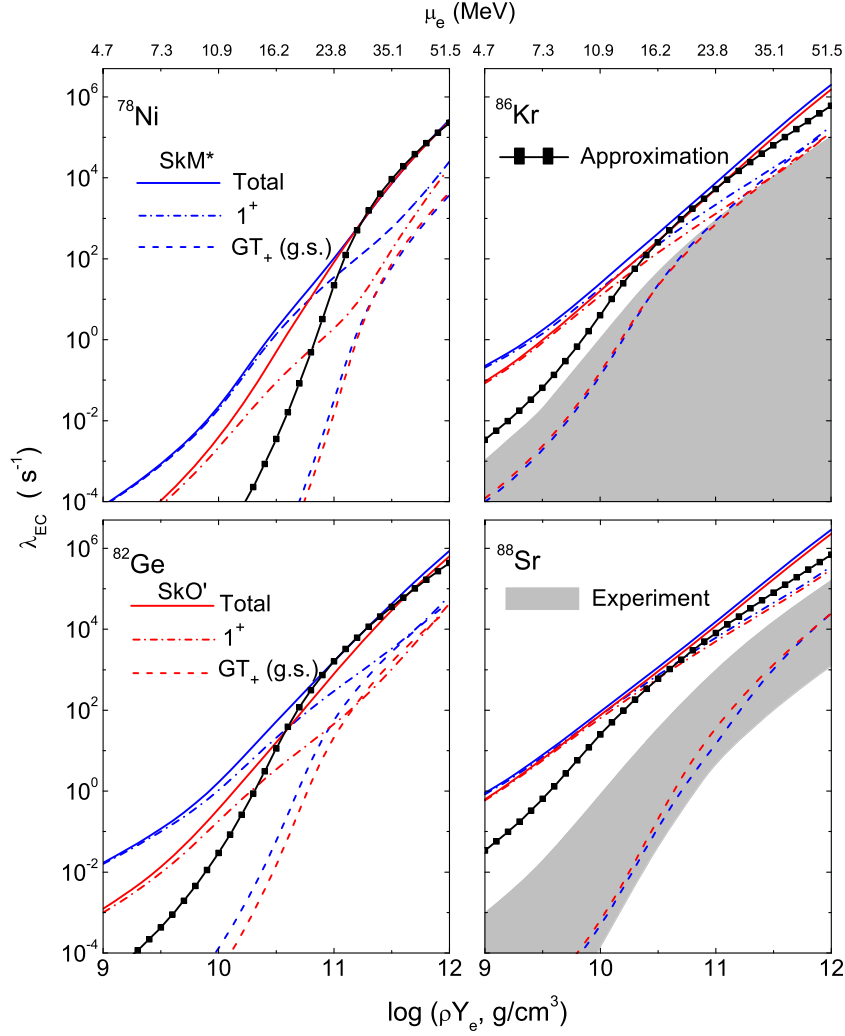 μe (MeV)
4.7 7.3 10.9 16.2 23.8 35.1 51.5
4.7 7.3 10.9 16.2 23.8 35.1 51.5
10^6
10^4
10^2
10^0
10^-2
10^-4
78Ni
SkM*
Total
1+
GT+ (g.s.)
86Kr
Approximation
λEC ( s^-1)
10^6
10^4
10^2
10^0
10^-2
10^-4
82Ge
SkO'
Total
1+
GT+ (g.s.)
88Sr
Experiment
9 10 11 12
9 10 11 12
log (ρYe, g/cm^3)